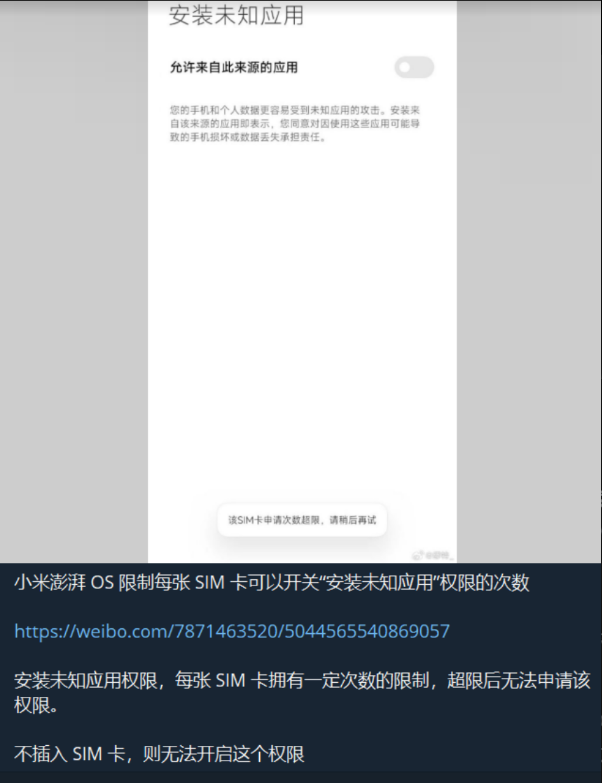 安装未知应用
允许来自此来源的应用
您的手机和个人数据更容易受到未知应用的攻击。安装来
自该来源的应用即表示，您同意对因使用这些应用可能导
致的手机损坏或数据丢失承担责任。
该SIM卡申请次数超限，请稍后再试
小米澎湃 OS 限制每张 SIM 卡可以开关“安装未知应用”权限的次数
https://weibo.com/7871463520/5044565540869057
安装未知应用权限，每张 SIM 卡拥有一定次数的限制，超限后无法申请该
权限。
不插入 SIM 卡，则无法开启这个权限